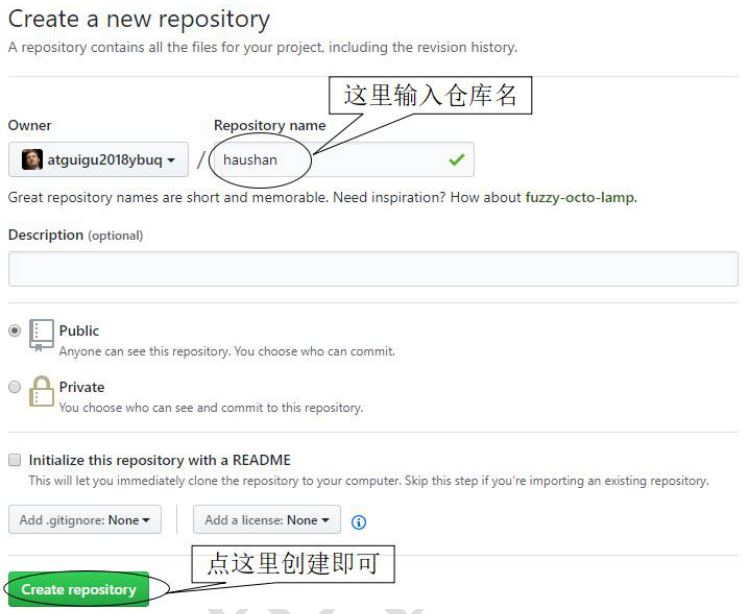 Create a new repository
A repository contains all the files for your project, including the revision history.
这里输入仓库名
Owner
Repository name
atguigu2018ybuq
/
haushan
Great repository names are short and memorable. Need inspiration? How about fuzzy-octo-lamp.
Description (optional)
Public
Anyone can see this repository. You choose who can commit.
Private
You choose who can see and commit to this repository.
Initialize this repository with a README
This will let you immediately clone the repository to your computer. Skip this step if you're importing an existing repository.
Add .gitignore: None
Add a license: None
点这里创建即可
Create repository